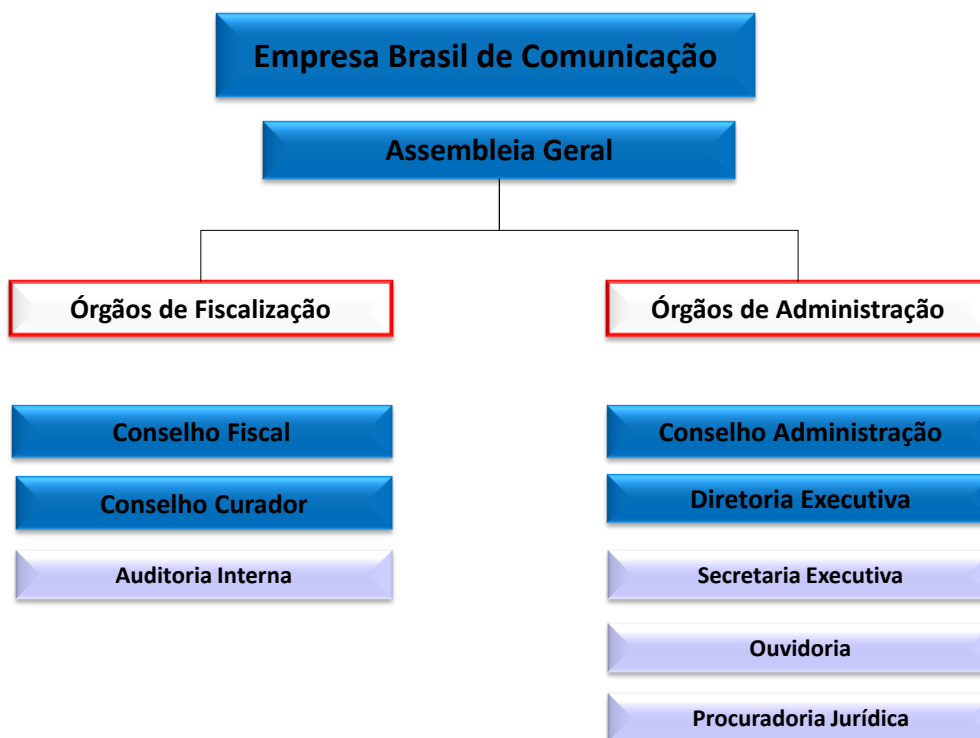 Empresa Brasil de Comunicação
Assembleia Geral
Órgãos de Fiscalização
Conselho Fiscal
Conselho Curador
Auditoria Interna
Órgãos de Administração
Conselho Administração
Diretoria Executiva
Secretaria Executiva
Ouvidoria
Procuradoria Jurídica